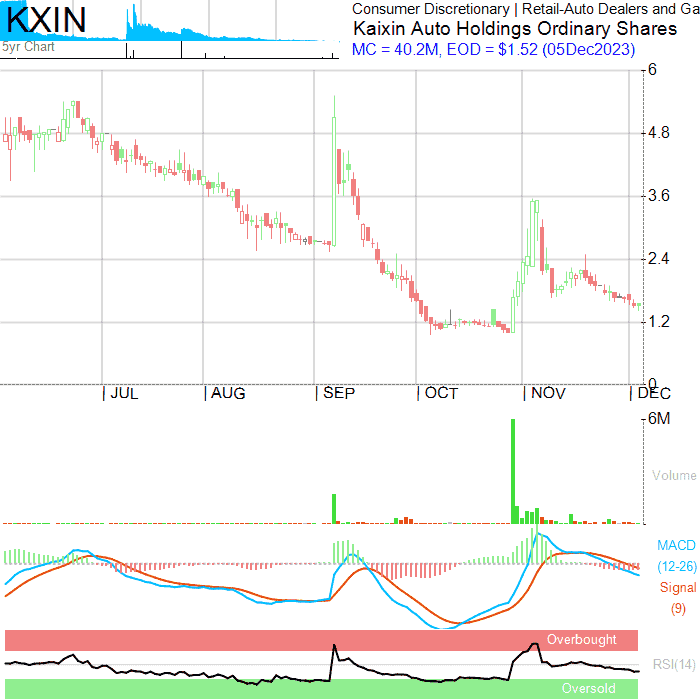 KXIN
5yr Chart
Consumer Discretionary | Retail-Auto Dealers and Ga
Kaixin Auto Holdings Ordinary Shares
MC = 40.2M, EOD = $1.52 (05Dec2023)
6
4.8
3.6
2.4
1.2
0
| JUL | AUG | SEP | OCT | NOV | DEC
6M
Volume
MACD
(12-26)
Signal
(9)
Overbought
RSI(14)
Oversold